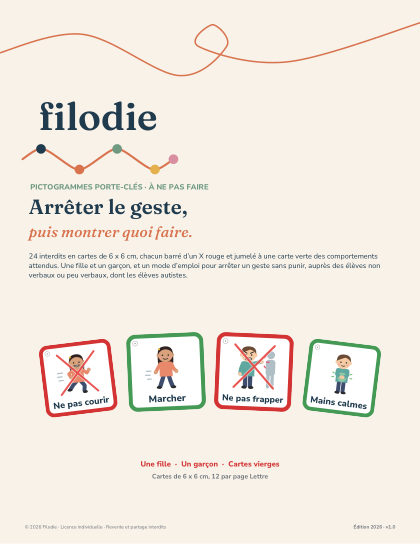 filodie
PICTOGRAMMES PORTE-CLÉS · À NE PAS FAIRE
Arrêter le geste,
puis montrer quoi faire.
24 interdits en cartes de 6 x 6 cm, chacun barré d'un X rouge et jumelé à une carte verte des comportements
attendus. Une fille et un garçon, et un mode d'emploi pour arrêter un geste sans punir, auprès des élèves non
verbaux ou peu verbaux, dont les élèves autistes.
Ne pas courir
Marcher
Ne pas frapper
Mains calmes
Une fille · Un garçon · Cartes vierges
Cartes de 6 x 6 cm, 12 par page Lettre
© 2026 Filodie · Licence individuelle · Revente et partage interdits
Édition 2026 · v1.0